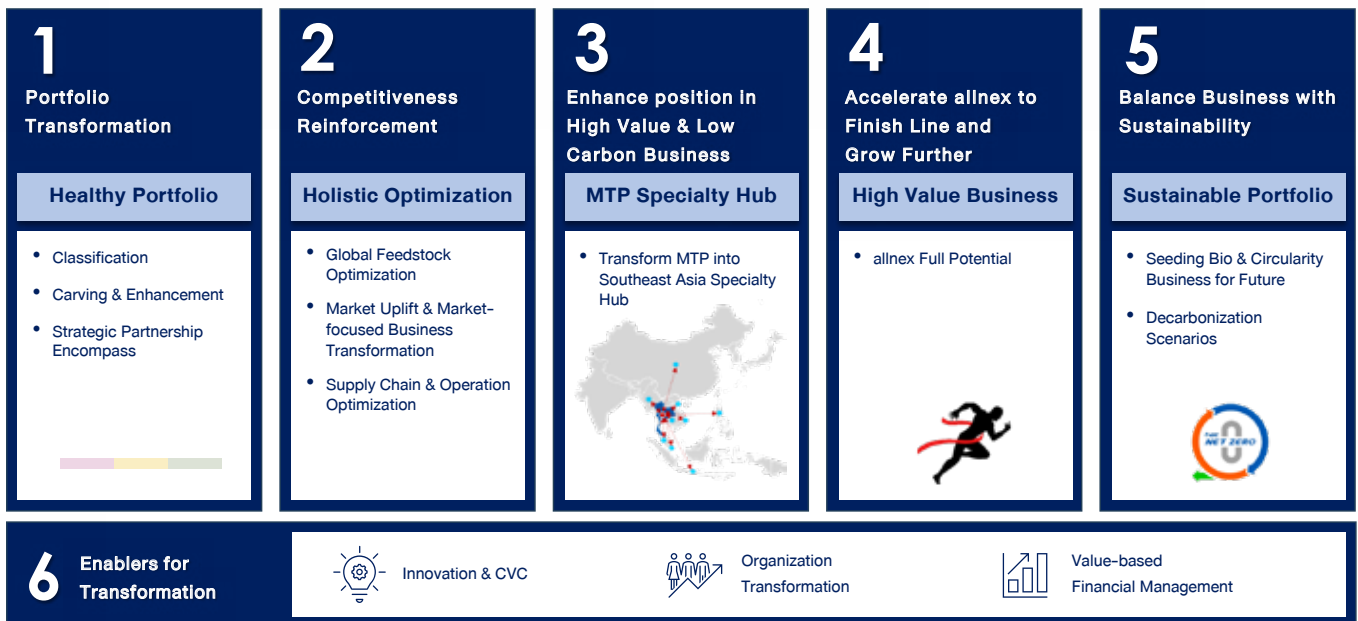 1
Portfolio
Transformation
Healthy Portfolio
• Classification
• Carving & Enhancement
• Strategic Partnership
Encompass
2
Competitiveness
Reinforcement
Holistic Optimization
• Global Feedstock
Optimization
• Market Uplift & Market-
focused Business
Transformation
• Supply Chain & Operation
Optimization
3
Enhance position in
High Value & Low
Carbon Business
MTP Specialty Hub
• Transform MTP into
Southeast Asia Specialty
Hub
4
Accelerate allnex to
Finish Line and
Grow Further
High Value Business
• allnex Full Potential
5
Balance Business with
Sustainability
Sustainable Portfolio
• Seeding Bio & Circularity
Business for Future
• Decarbonization
Scenarios
NET ZERO
0
6
Enablers for
Transformation
Innovation & CVC
Organization
Transformation
Value-based
Financial Management